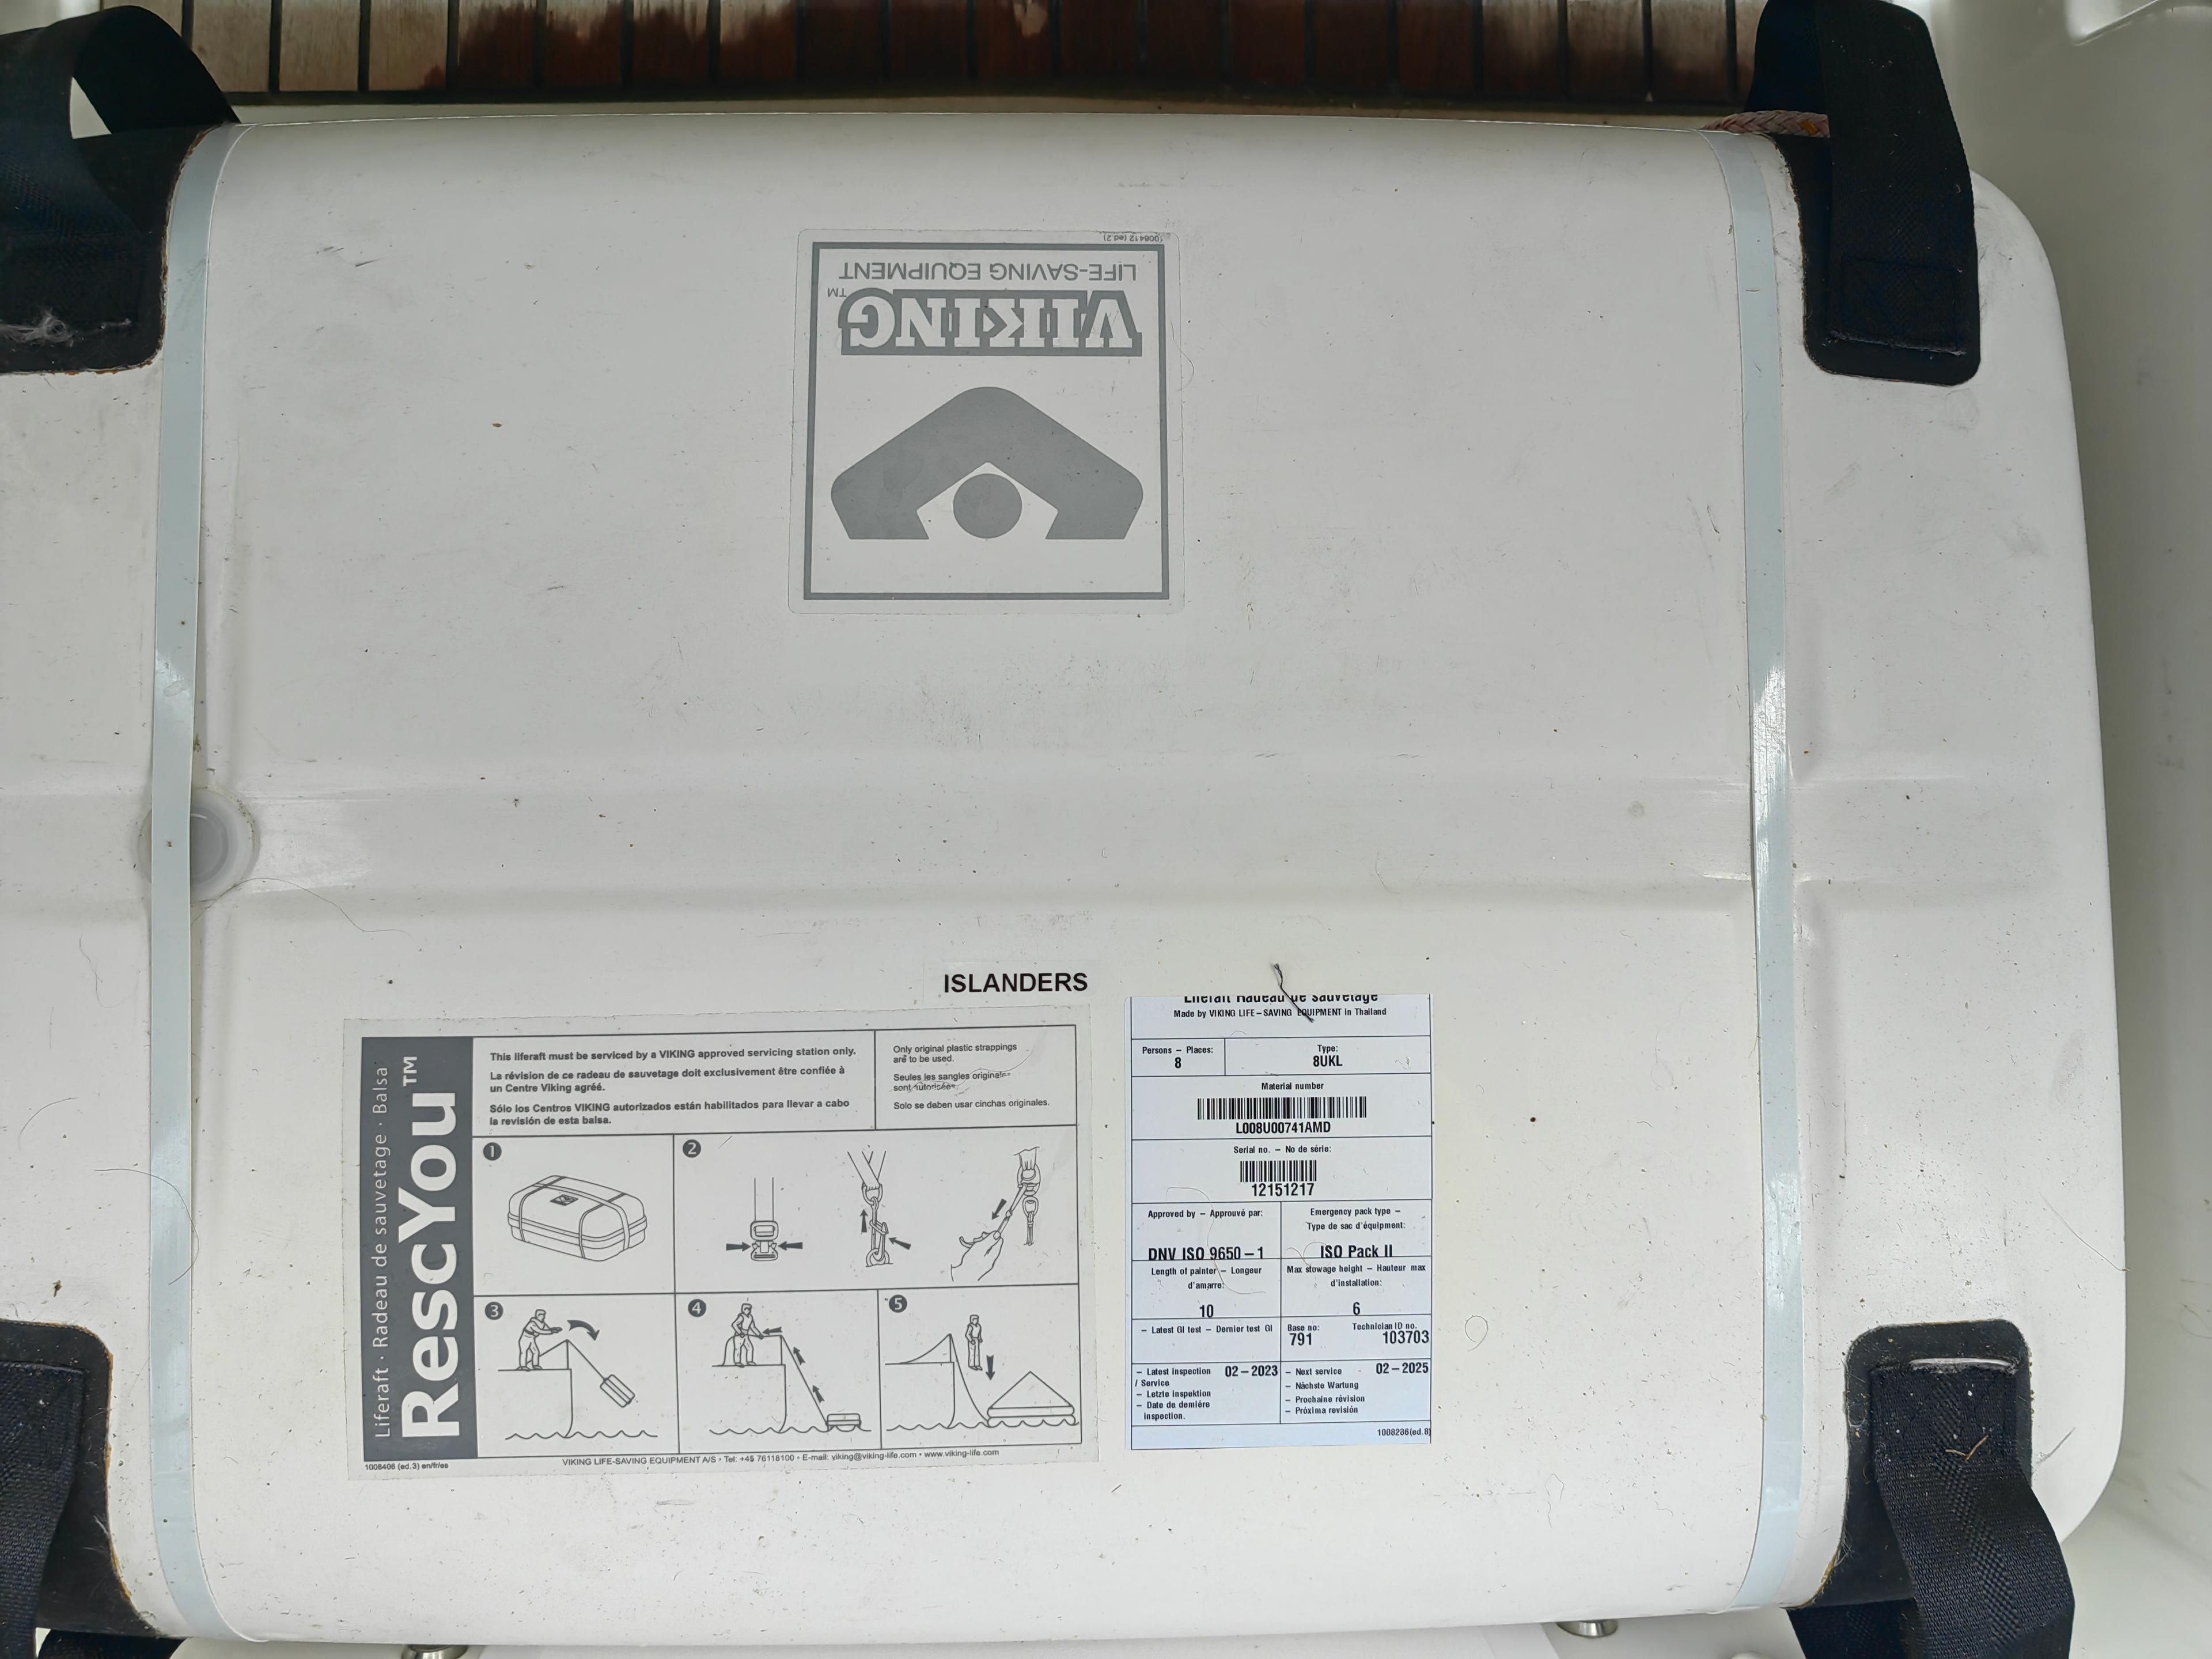 1008412 (ed.2)
LIFE-SAVING EQUIPMENT
VIKING™
ISLANDERS
RescYou™
Liferaft · Radeau de sauvetage · Balsa
This liferaft must be serviced by a VIKING approved servicing station only.
La révision de ce radeau de sauvetage doit exclusivement être confiée à
un Centre Viking agréé.
Sólo los Centros VIKING autorizados están habilitados para llevar a cabo
la revisión de esta balsa.
Only original plastic strappings
are to be used.
Seules les sangles originales
sont autorisées.
Solo se deben usar cinchas originales.
1
2
3
4
5
1008406 (ed.3) en/fr/es
VIKING LIFE-SAVING EQUIPMENT A/S • Tel: +45 76118100 • E-mail: viking@viking-life.com • www.viking-life.com
Liferaft Radeau de sauvetage
Made by VIKING LIFE-SAVING EQUIPMENT in Thailand
Persons - Places:
8
Type:
8UKL
Material number
L008U00741AMD
Serial no. - No de série:
12151217
Approved by - Approuvé par:
DNV ISO 9650-1
Emergency pack type -
Type de sac d'équipment:
ISO Pack II
Length of painter - Longeur
d'amarre:
10
Max stowage height - Hauteur max
d'installation:
6
- Latest GI test - Dernier test GI
Base no:
791
Technician ID no.
103703
- Latest inspection 02-2023
/ Service
- Letzte inspektion
- Date de derniére
inspection.
- Next service 02-2025
- Nächste Wartung
- Prochaine révision
- Próxima revisión
1008286(ed.8)